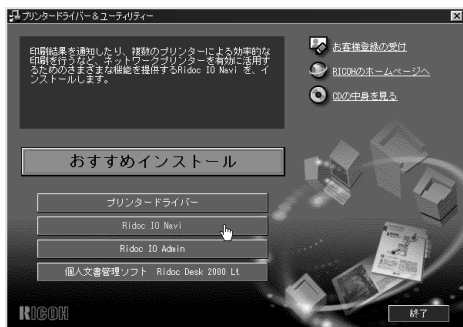 プリンタードライバー＆ユーティリティー
印刷結果を通知したり、複数のプリンターによる効率的な
印刷を行うなど、ネットワークプリンターを有効に活用す
るためのさまざまな機能を提供するRidoc IO Navi を、イ
ンストールします。
お客様登録の受付
RICOHのホームページへ
CDの中身を見る
おすすめインストール
プリンタードライバー
Ridoc IO Navi
Ridoc IO Admin
個人文書管理ソフト Ridoc Desk 2000 Lt
RICOH
終了